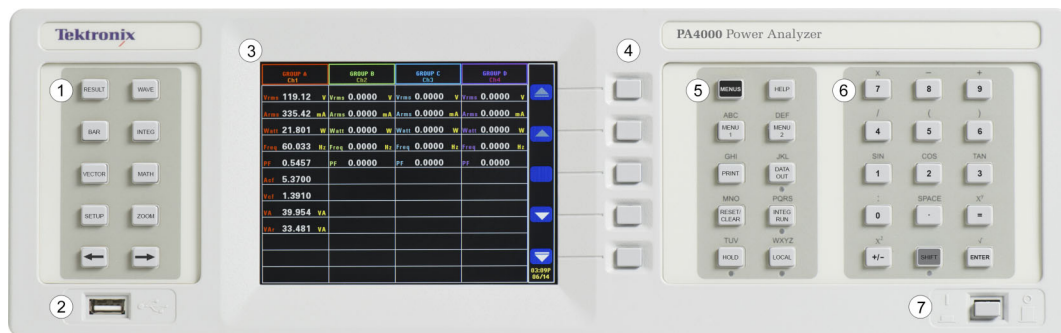 Tektronix
PA4000 Power Analyzer
1
RESULT WAVE
BAR INTEG
VECTOR MATH
SETUP ZOOM
2
3
GROUP A GROUP B GROUP C GROUP D
Ch1 Ch2 Ch3 Ch4
Vrms 119.12 V Vrms 0.0000 V Vrms 0.0000 V Vrms 0.0000 V
Arms 335.42 mA Arms 0.0000 mA Arms 0.0000 mA Arms 0.0000 mA
Watt 21.801 W Watt 0.0000 W Watt 0.0000 W Watt 0.0000 W
Freq 60.033 Hz Freq 0.0000 Hz Freq 0.0000 Hz Freq 0.0000 Hz
PF 0.5457 PF 0.0000 PF 0.0000 PF 0.0000
Acf 5.3700
Vcf 1.3910
VA 39.954 VA
VAr 33.481 VA
03:09P
06/14
4
5
MENUS HELP
ABC DEF
MENU 1 MENU 2
GHI JKL
PRINT DATA OUT
MNO PQRS
RESET/CLEAR INTEG RUN
TUV WXYZ
HOLD LOCAL
6
X − +
7 8 9
/ ( )
4 5 6
SIN COS TAN
1 2 3
: SPACE Xʸ
0 . =
X² √
+/− SHIFT ENTER
7